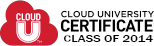 CLOUD
U
CLOUD UNIVERSITY
CERTIFICATE
CLASS OF 2014